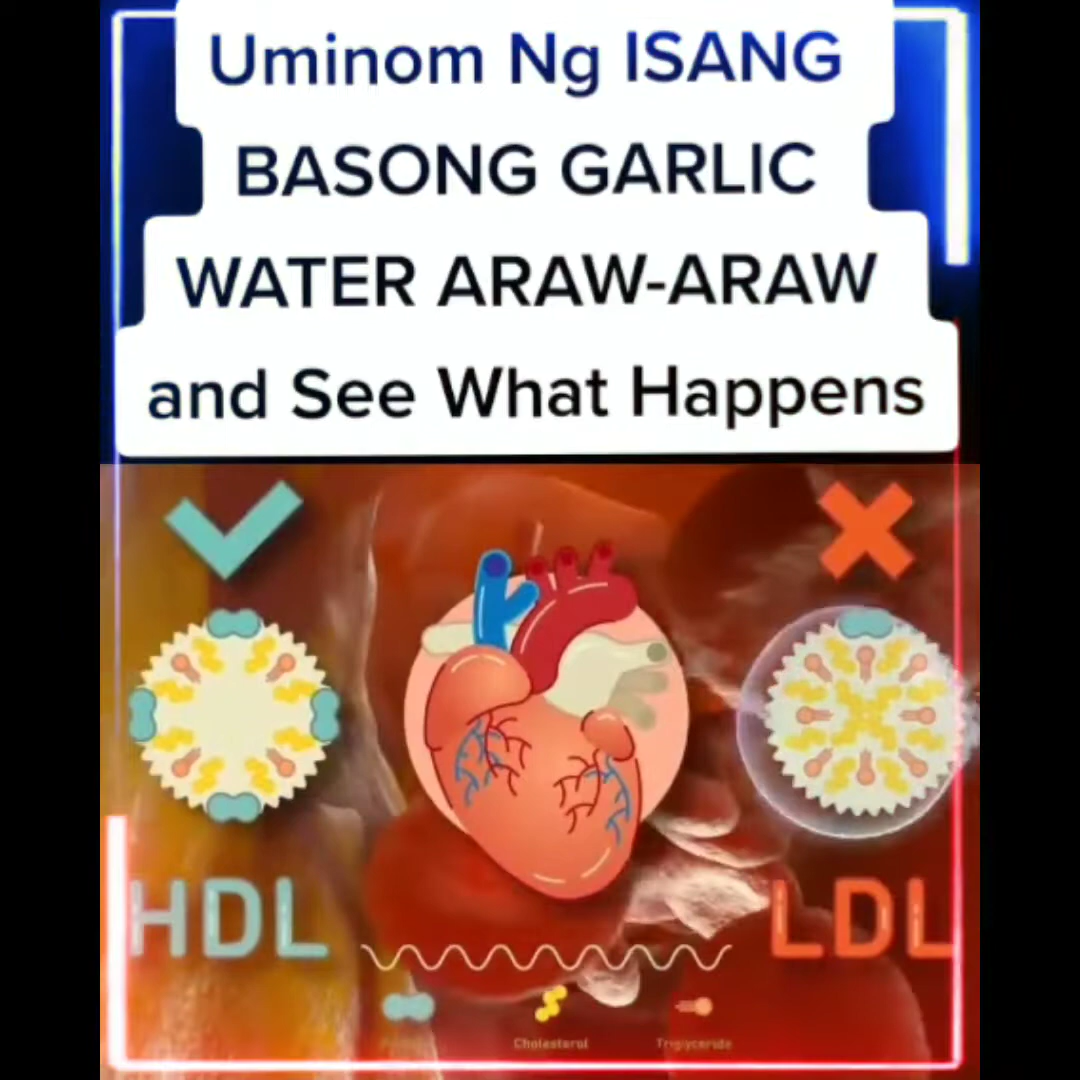 Uminom Ng ISANG
BASONG GARLIC
WATER ARAW-ARAW
and See What Happens
HDL
LDL
Cholesterol
Triglyceride